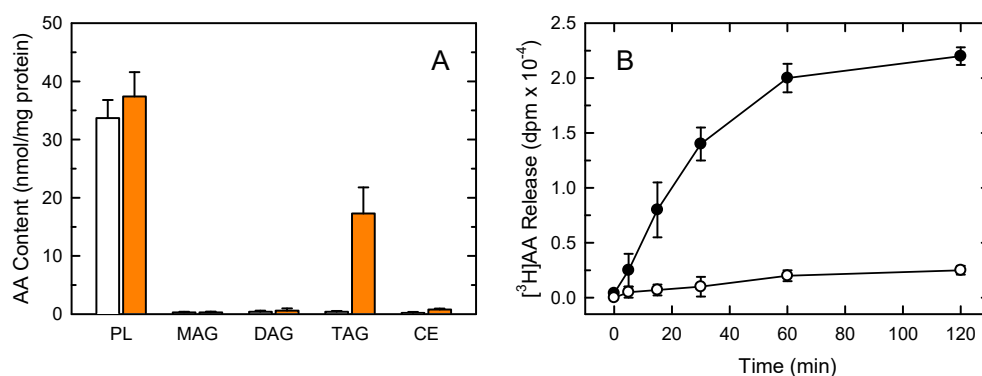 A
AA Content (nmol/mg protein)
50
40
30
20
10
0
PL MAG DAG TAG CE
B
[³H]AA Release (dpm x 10⁻⁴)
2.5
2.0
1.5
1.0
0.5
0.0
0 20 40 60 80 100 120
Time (min)